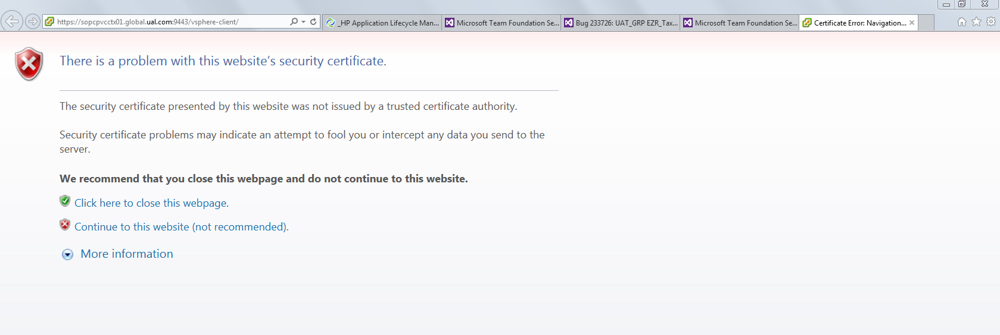 https://sopcpvcctx01.global.ual.com:9443/vsphere-client/
_HP Application Lifecycle Man...
Microsoft Team Foundation Se...
Bug 233726: UAT_GRP EZR_Tax...
Microsoft Team Foundation Se...
Certificate Error: Navigation...
There is a problem with this website's security certificate.
The security certificate presented by this website was not issued by a trusted certificate authority.
Security certificate problems may indicate an attempt to fool you or intercept any data you send to the
server.
We recommend that you close this webpage and do not continue to this website.
Click here to close this webpage.
Continue to this website (not recommended).
More information